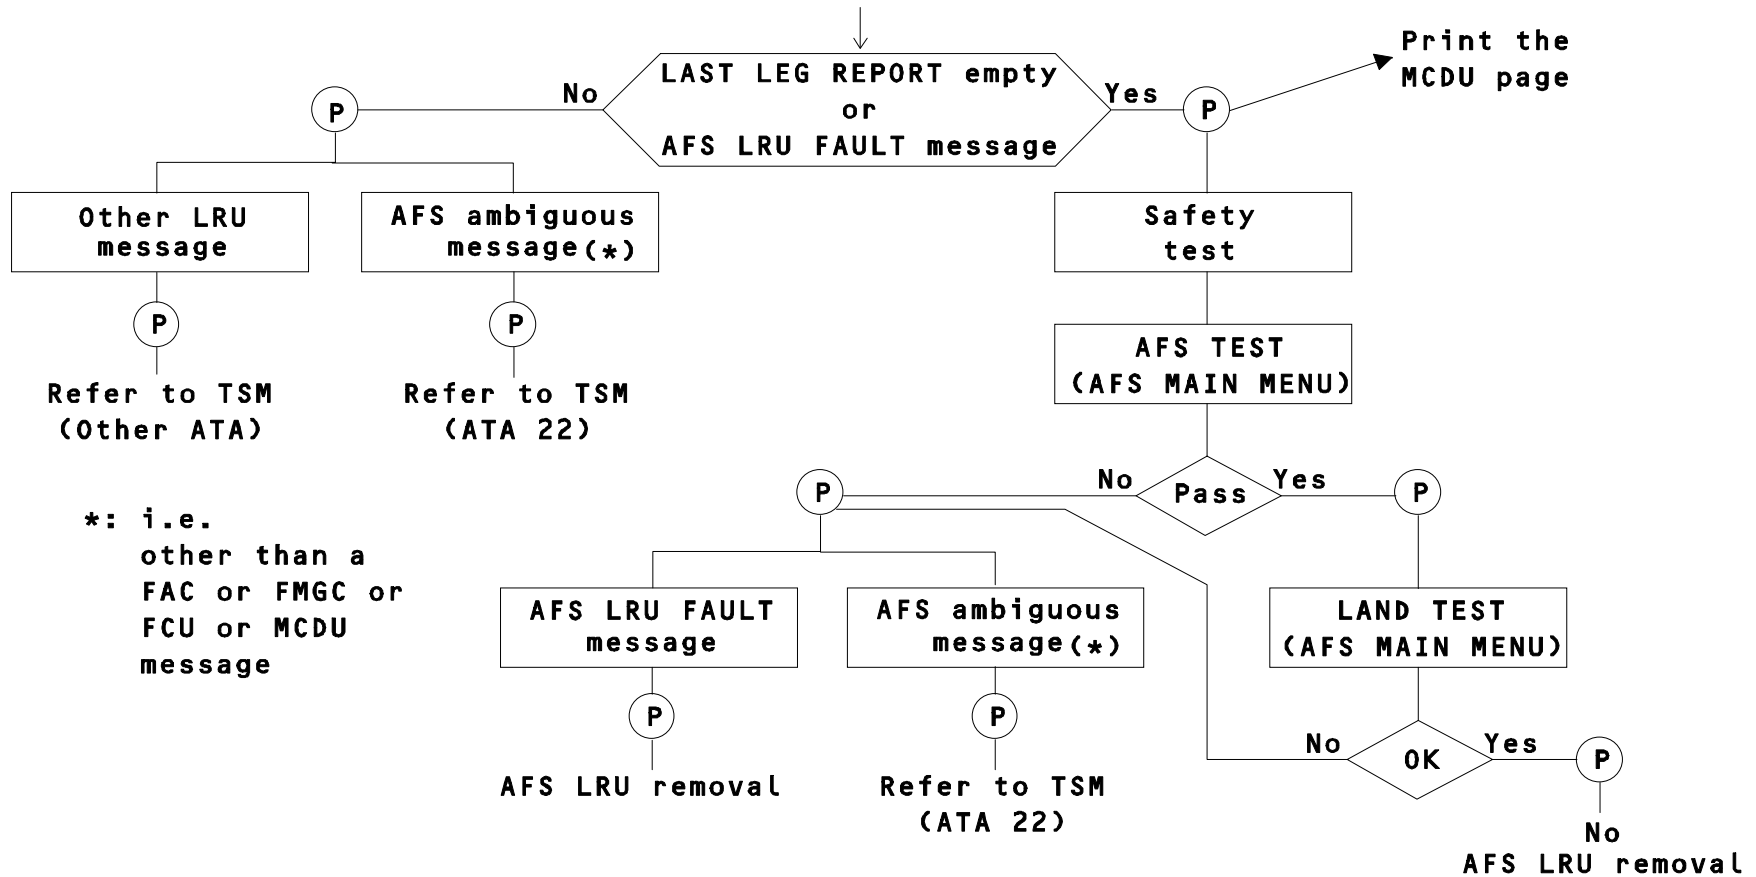 Print the
MCDU page
LAST LEG REPORT empty
or
AFS LRU FAULT message
No
Yes
P
P
Other LRU
message
AFS ambiguous
message(*)
Safety
test
P
P
AFS TEST
(AFS MAIN MENU)
Refer to TSM
(Other ATA)
Refer to TSM
(ATA 22)
No
Pass
Yes
P
P
*: i.e.
other than a
FAC or FMGC or
FCU or MCDU
message
AFS LRU FAULT
message
AFS ambiguous
message(*)
LAND TEST
(AFS MAIN MENU)
P
P
No
OK
Yes
P
AFS LRU removal
Refer to TSM
(ATA 22)
No
AFS LRU removal